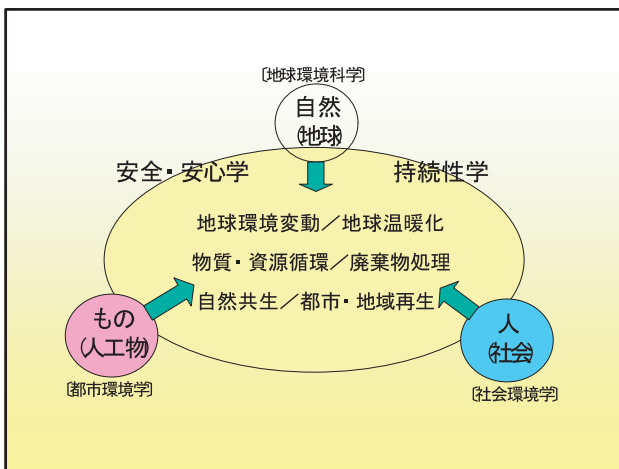 〔地球環境科学〕
自然
(地球)
安全・安心学
持続性学
地球環境変動／地球温暖化
物質・資源循環／廃棄物処理
自然共生／都市・地域再生
もの
(人工物)
〔都市環境学〕
人
(社会)
〔社会環境学〕